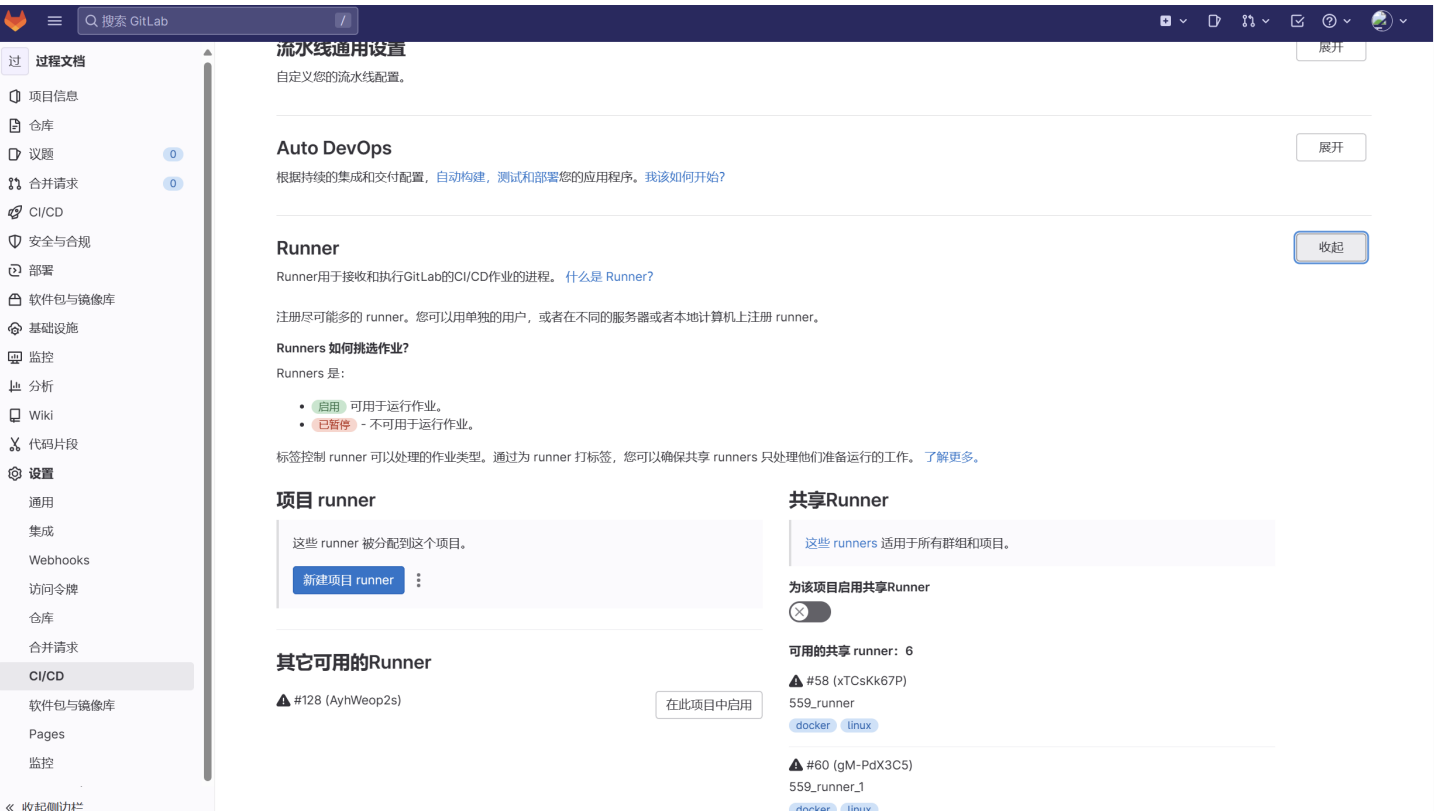 搜索 GitLab
/
过 过程文档
项目信息
仓库
议题 0
合并请求 0
CI/CD
安全与合规
部署
软件包与镜像库
基础设施
监控
分析
Wiki
代码片段
设置
通用
集成
Webhooks
访问令牌
仓库
合并请求
CI/CD
软件包与镜像库
Pages
监控
收起侧边栏
流水线通用设置
展开
自定义您的流水线配置。
Auto DevOps
展开
根据持续的集成和交付配置，自动构建，测试和部署您的应用程序。我该如何开始?
Runner
收起
Runner用于接收和执行GitLab的CI/CD作业的进程。 什么是 Runner?
注册尽可能多的 runner。您可以用单独的用户，或者在不同的服务器或者本地计算机上注册 runner。
Runners 如何挑选作业?
Runners 是：
启用 可用于运行作业。
已暂停 - 不可用于运行作业。
标签控制 runner 可以处理的作业类型。通过为 runner 打标签，您可以确保共享 runners 只处理他们准备运行的工作。 了解更多。
项目 runner
这些 runner 被分配到这个项目。
新建项目 runner
其它可用的Runner
#128 (AyhWeop2s)
在此项目中启用
共享Runner
这些 runners 适用于所有群组和项目。
为该项目启用共享Runner
可用的共享 runner：6
#58 (xTCsKk67P)
559_runner
docker linux
#60 (gM-PdX3C5)
559_runner_1
docker linux